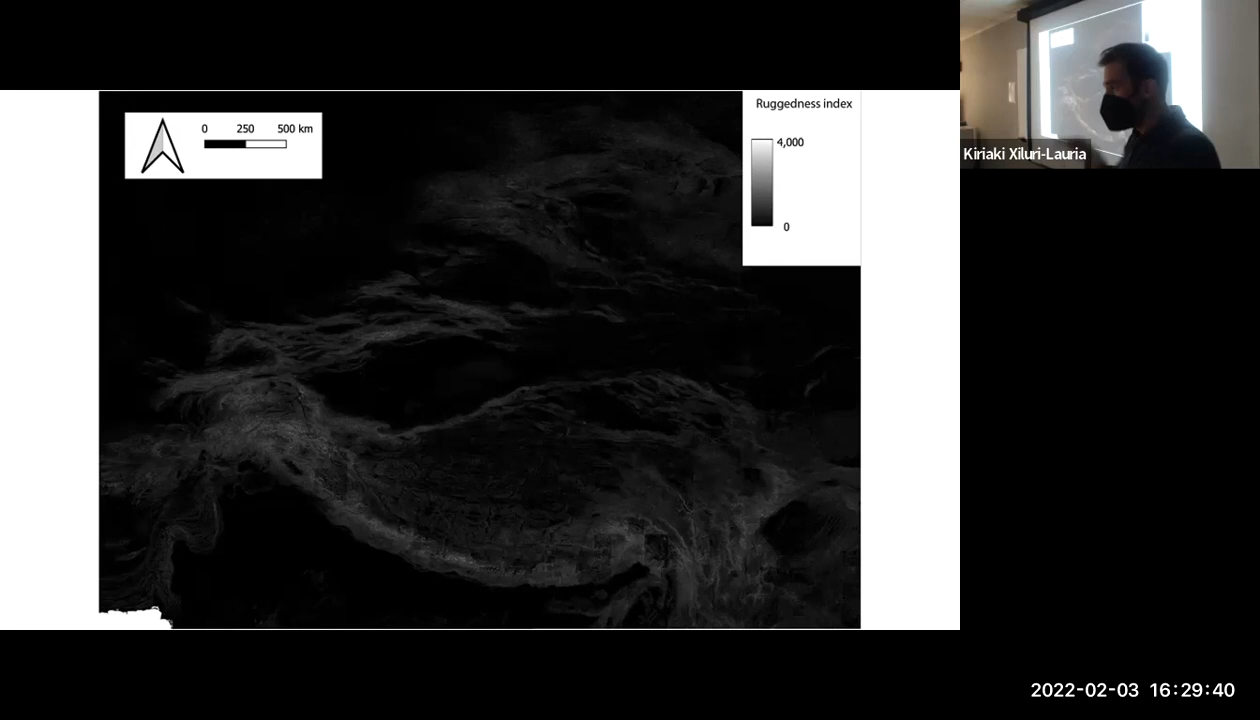 Ruggedness index
0 250 500 km
4,000
0
Kiriaki Xiluri-Lauria
2022-02-03 16:29:40